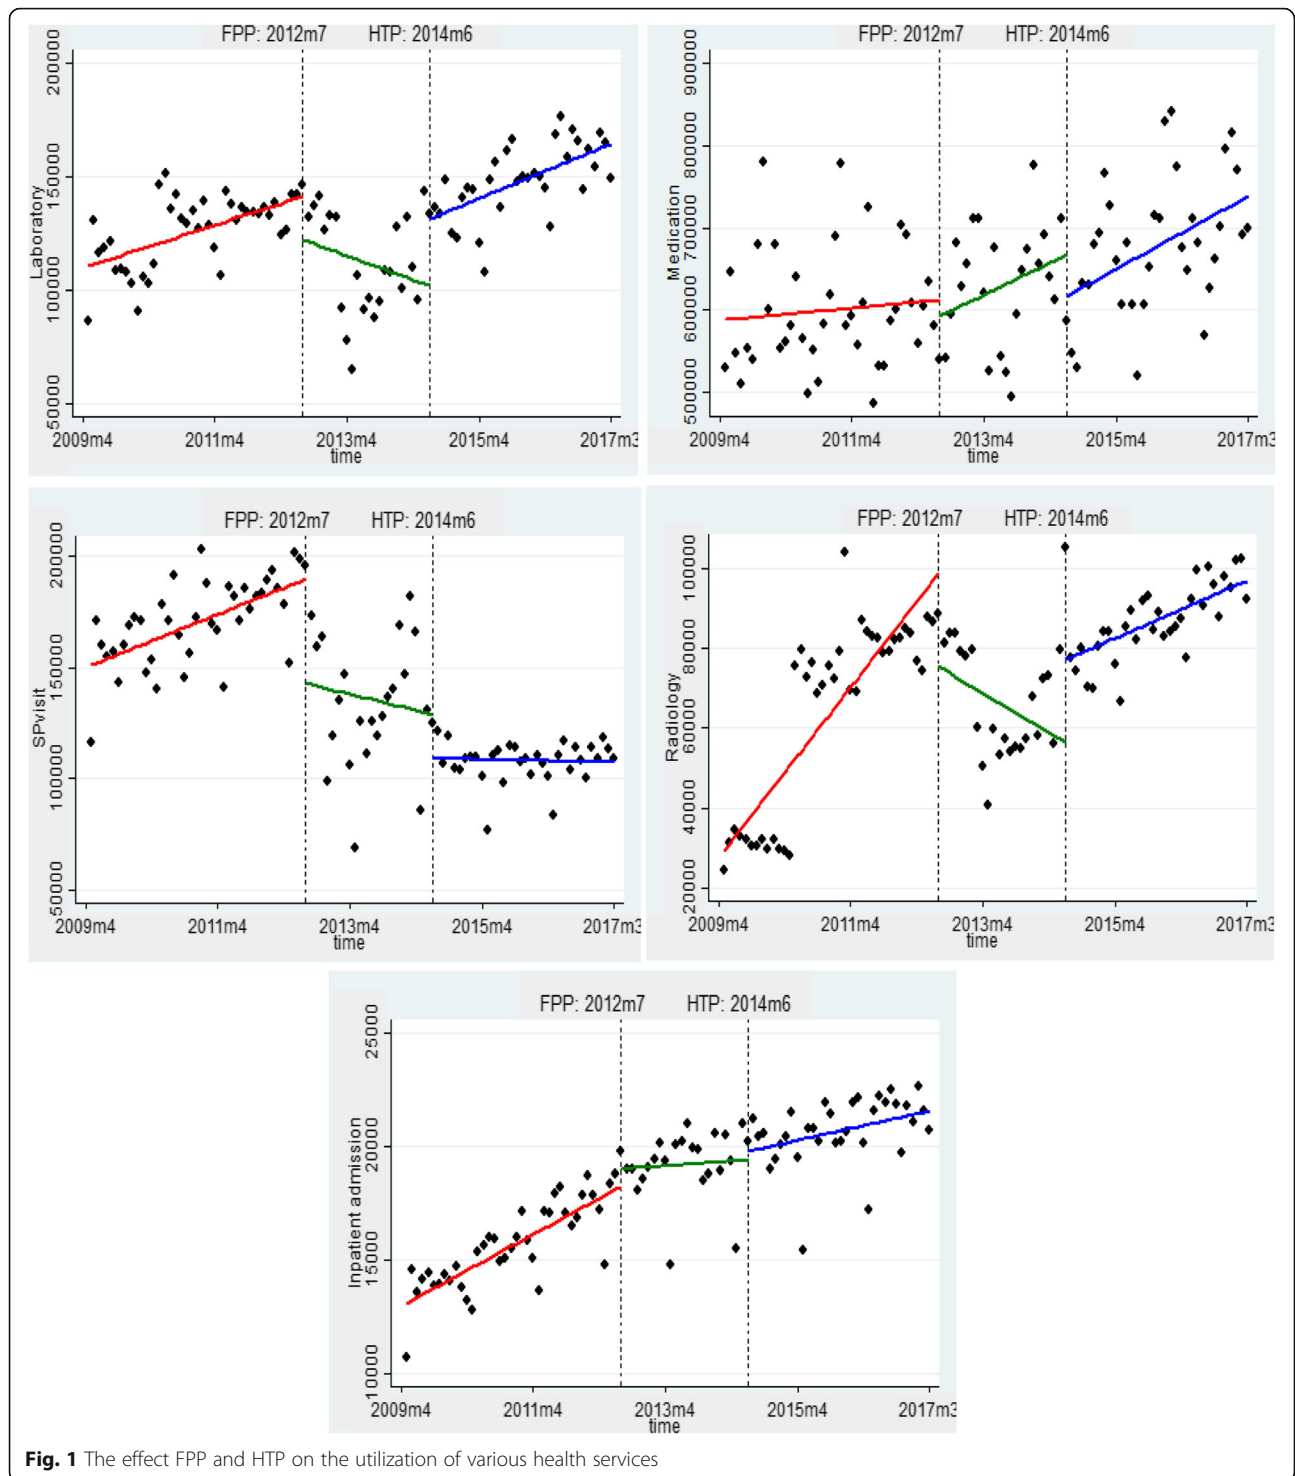 FPP: 2012m7 HTP: 2014m6
Laboratory
200000
150000
100000
50000
2009m4 2011m4 2013m4 2015m4 2017m3
time
FPP: 2012m7 HTP: 2014m6
Medication
900000
800000
700000
600000
500000
2009m4 2011m4 2013m4 2015m4 2017m3
time
FPP: 2012m7 HTP: 2014m6
SPvisit
200000
150000
100000
50000
2009m4 2011m4 2013m4 2015m4 2017m3
time
FPP: 2012m7 HTP: 2014m6
Radiology
100000
80000
60000
40000
20000
2009m4 2011m4 2013m4 2015m4 2017m3
time
FPP: 2012m7 HTP: 2014m6
Inpatient admission
25000
20000
15000
10000
2009m4 2011m4 2013m4 2015m4 2017m3
time
Fig. 1 The effect FPP and HTP on the utilization of various health services